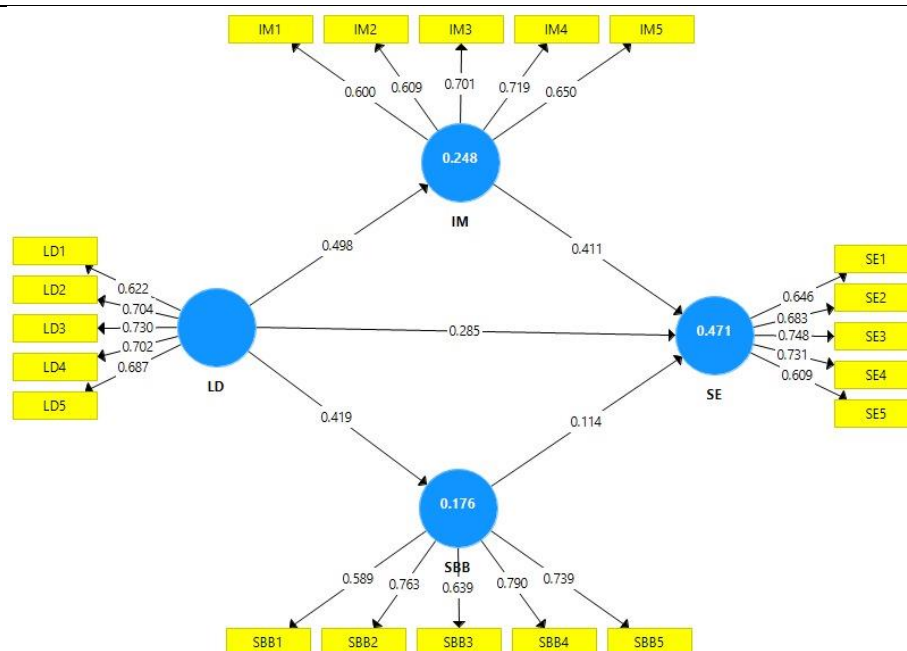 IM1 IM2 IM3 IM4 IM5
0.600 0.609 0.701 0.719 0.650
0.248
IM
0.498 0.411
LD1
LD2
LD3
LD4
LD5
0.622
0.704
0.730
0.702
0.687
LD
0.285
0.471
SE
0.646
0.683
0.748
0.731
0.609
SE1
SE2
SE3
SE4
SE5
0.419 0.114
0.176
SBB
0.589 0.763 0.639 0.790 0.739
SBB1 SBB2 SBB3 SBB4 SBB5